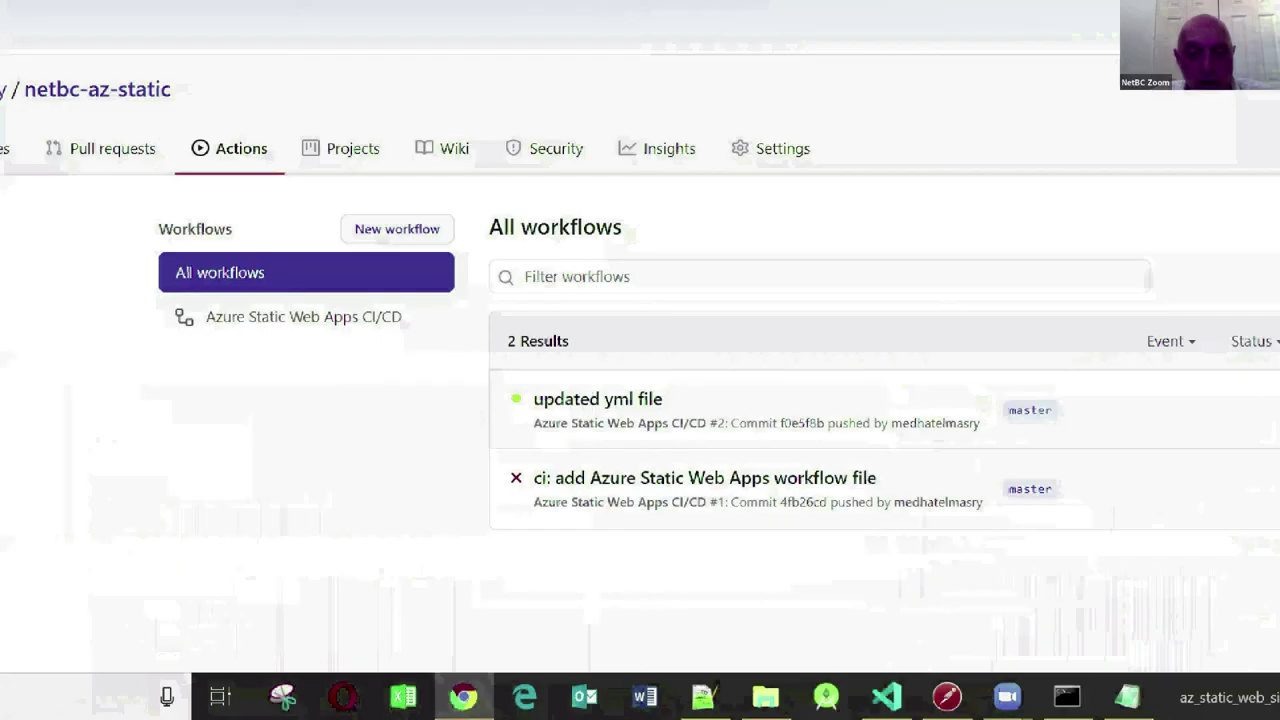 NetBC Zoom
/ netbc-az-static
Pull requests
Actions
Projects
Wiki
Security
Insights
Settings
Workflows
New workflow
All workflows
Azure Static Web Apps CI/CD
All workflows
Filter workflows
2 Results
Event
Status
updated yml file
master
Azure Static Web Apps CI/CD #2: Commit f0e5f8b pushed by medhatelmasry
ci: add Azure Static Web Apps workflow file
master
Azure Static Web Apps CI/CD #1: Commit 4fb26cd pushed by medhatelmasry
az_static_web_si